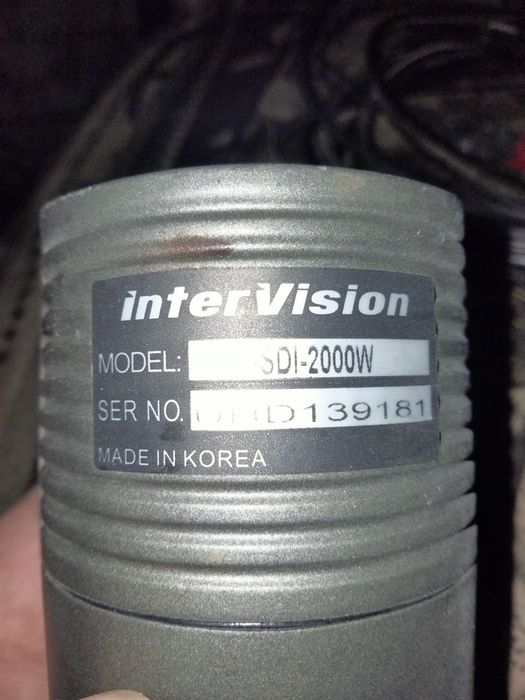 interVision
MODEL: SDI-2000W
SER NO. D139181
MADE IN KOREA